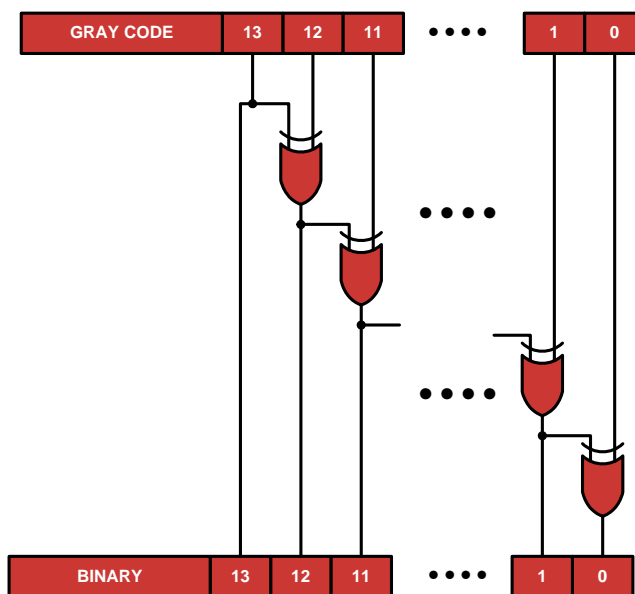 GRAY CODE 13 12 11 •••• 1 0
BINARY 13 12 11 •••• 1 0